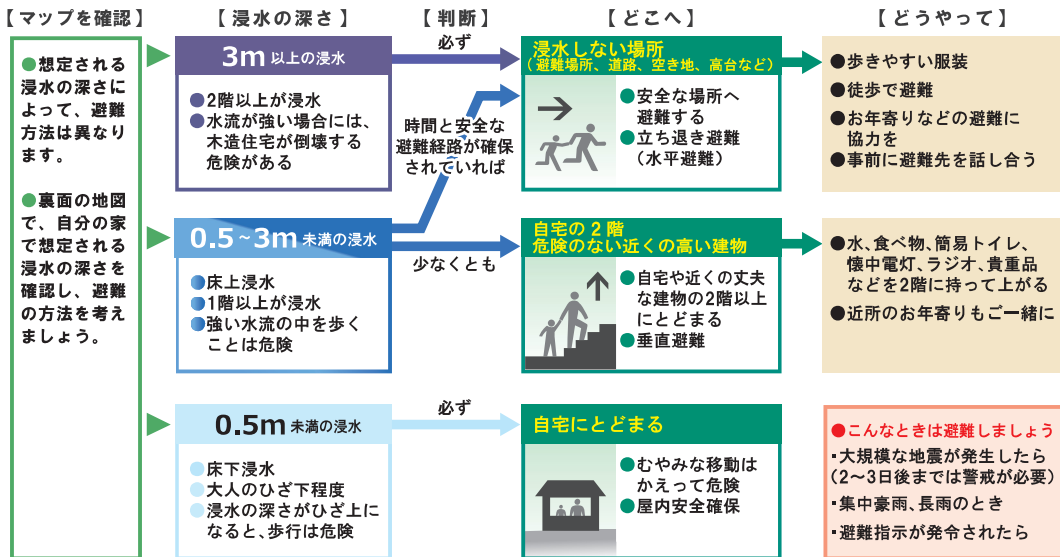 【マップを確認】
●想定される
浸水の深さに
よって、避難
方法は異なり
ます。
●裏面の地図
で、自分の家
で想定される
浸水の深さを
確認し、避難
の方法を考え
ましょう。
【浸水の深さ】
3m以上の浸水
●2階以上が浸水
●水流が強い場合には、
木造住宅が倒壊する
危険がある
0.5~3m未満の浸水
●床上浸水
●1階以上が浸水
●強い水流の中を歩く
ことは危険
0.5m未満の浸水
●床下浸水
●大人のひざ下程度
●浸水の深さがひざ上に
なると、歩行は危険
【判断】
必ず
時間と安全な
避難経路が確保
されていれば
少なくとも
必ず
【どこへ】
浸水しない場所
(避難場所、道路、空き地、高台など)
●安全な場所へ
避難する
●立ち退き避難
(水平避難)
自宅の2階
危険のない近くの高い建物
●自宅や近くの丈夫
な建物の2階以上
にとどまる
●垂直避難
自宅にとどまる
●むやみな移動は
かえって危険
●屋内安全確保
【どうやって】
●歩きやすい服装
●徒歩で避難
●お年寄りなどの避難に
協力を
●事前に避難先を話し合う
●水、食べ物、簡易トイレ、
懐中電灯、ラジオ、貴重品
などを2階に持って上がる
●近所のお年寄りもご一緒に
●こんなときは避難しましょう
・大規模な地震が発生したら
(2〜3日後までは警戒が必要)
・集中豪雨、長雨のとき
・避難指示が発令されたら